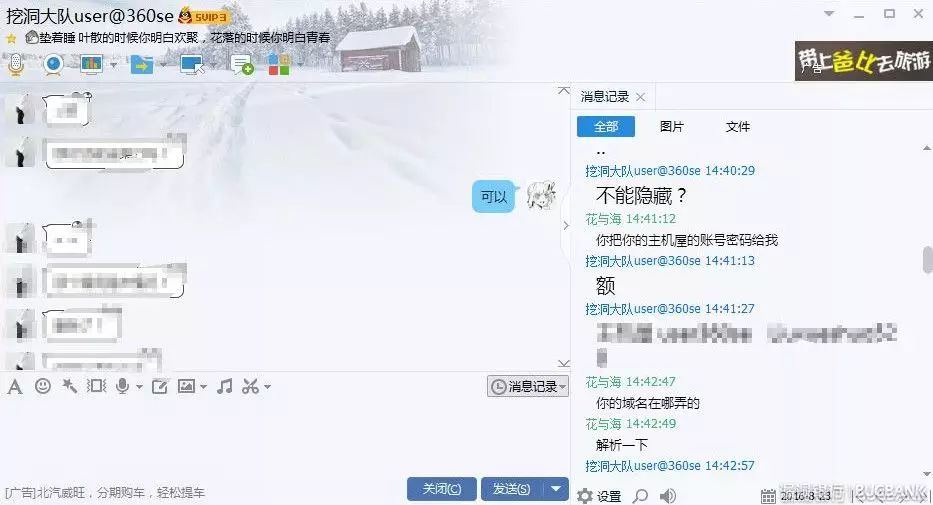 挖洞大队user@360se SVIP3
垫着睡 叶散的时候你明白欢聚,花落的时候你明白青春
带上爸比去旅游
广告
消息记录
全部 图片 文件
挖洞大队user@360se 14:40:29
不能隐藏?
可以
花与海 14:41:12
你把你的主机屋的账号密码给我
挖洞大队user@360se 14:41:13
额
挖洞大队user@360se 14:41:27
花与海 14:42:47
你的域名在哪弄的
花与海 14:42:49
解析一下
挖洞大队user@360se 14:42:57
消息记录
[广告]北汽威旺,分期购车,轻松提车
关闭(C) 发送(S)
设置
2016-8-23
BUGBANK